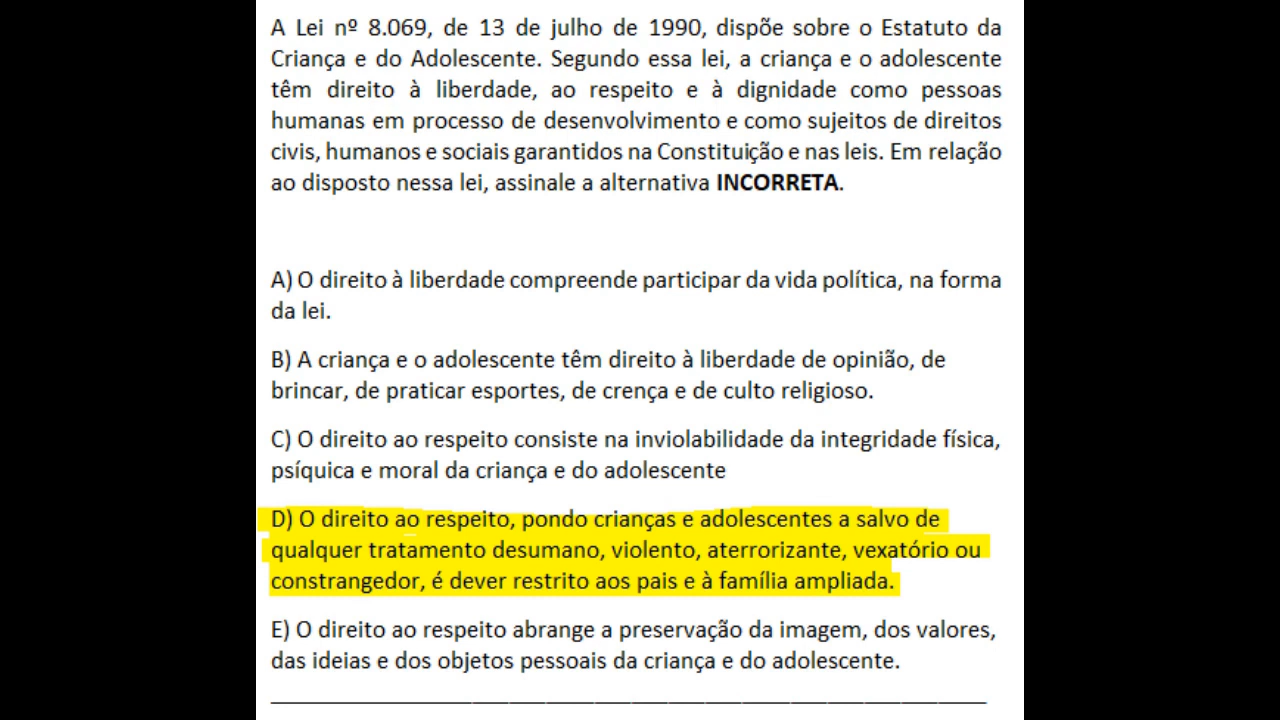 A Lei nº 8.069, de 13 de julho de 1990, dispõe sobre o Estatuto da
Criança e do Adolescente. Segundo essa lei, a criança e o adolescente
têm direito à liberdade, ao respeito e à dignidade como pessoas
humanas em processo de desenvolvimento e como sujeitos de direitos
civis, humanos e sociais garantidos na Constituição e nas leis. Em relação
ao disposto nessa lei, assinale a alternativa INCORRETA.
A) O direito à liberdade compreende participar da vida política, na forma
da lei.
B) A criança e o adolescente têm direito à liberdade de opinião, de
brincar, de praticar esportes, de crença e de culto religioso.
C) O direito ao respeito consiste na inviolabilidade da integridade física,
psíquica e moral da criança e do adolescente
D) O direito ao respeito, pondo crianças e adolescentes a salvo de
qualquer tratamento desumano, violento, aterrorizante, vexatório ou
constrangedor, é dever restrito aos pais e à família ampliada.
E) O direito ao respeito abrange a preservação da imagem, dos valores,
das ideias e dos objetos pessoais da criança e do adolescente.